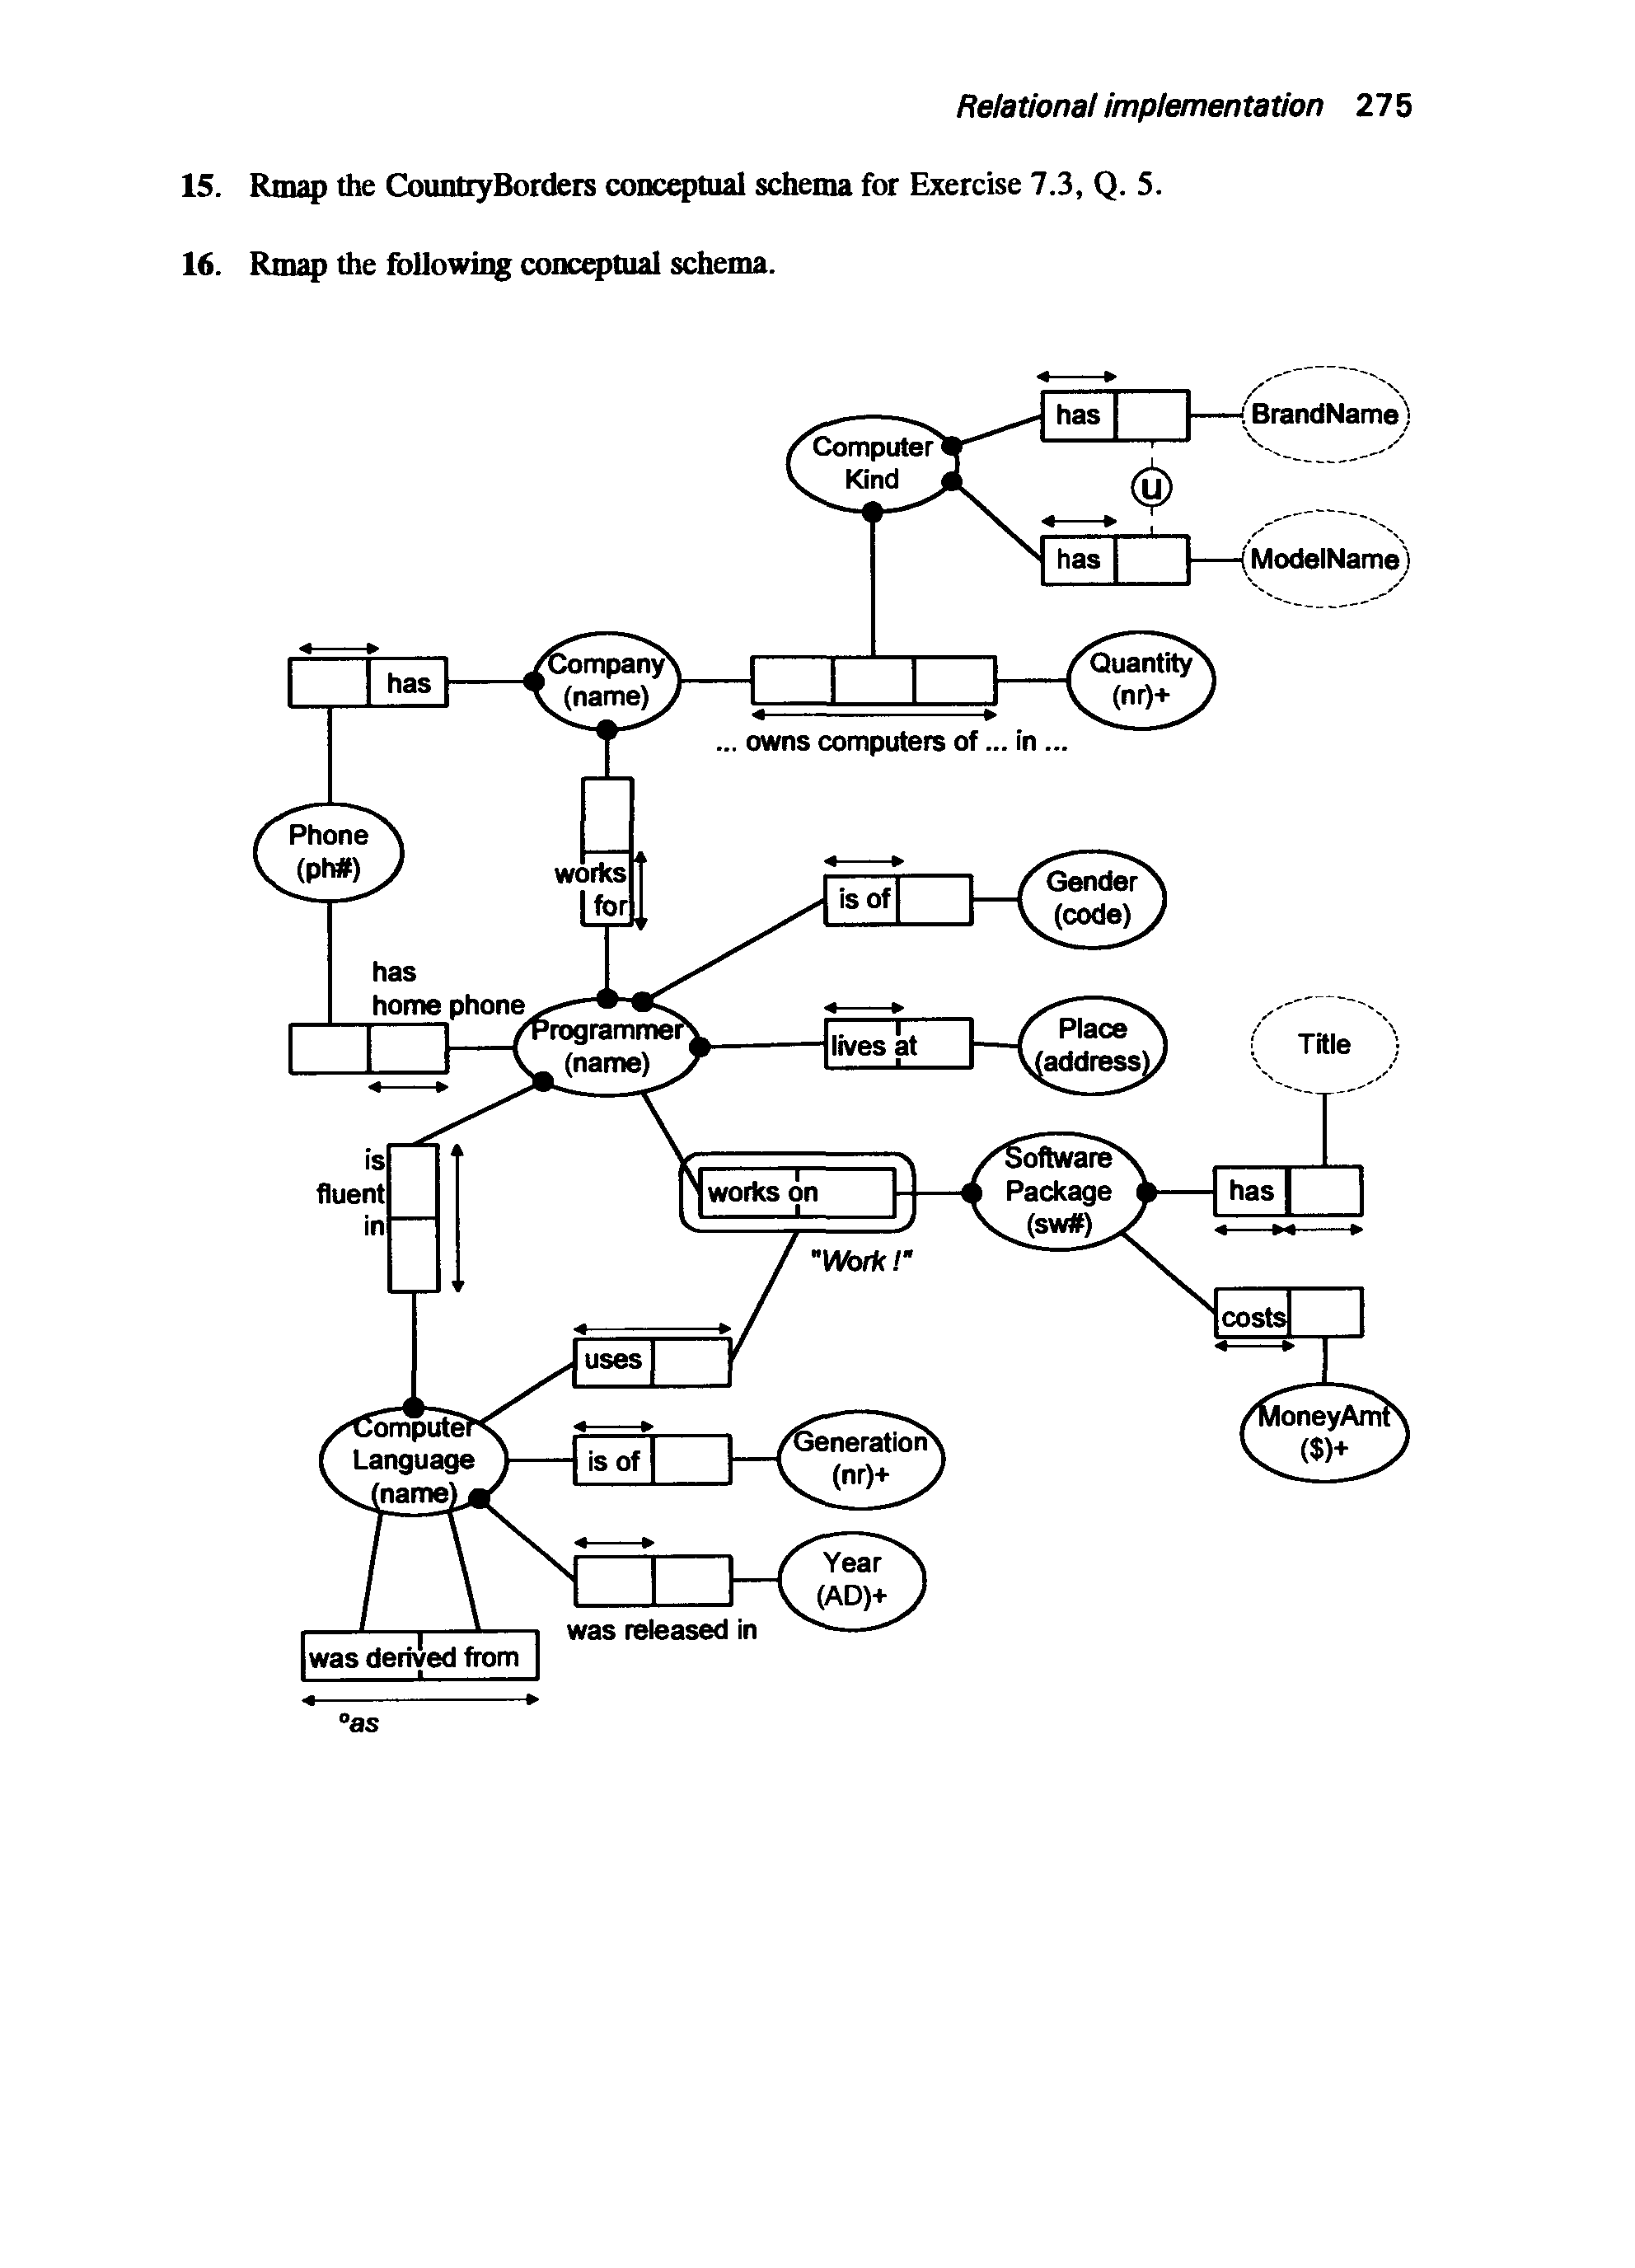 Relational implementation 275
15. Rmap the CountryBorders conceptual schema for Exercise 7.3, Q. 5.
16. Rmap the following conceptual schema.
has
BrandName
Computer
Kind
U
has
ModelName
has
Company
(name)
Quantity
(nr)+
... owns computers of ... in ...
Phone
(ph#)
works
for
is of
Gender
(code)
has
home phone
Programmer
(name)
lives at
Place
(address)
Title
is
fluent
in
works on
Software
Package
(sw#)
has
"Work !"
costs
uses
MoneyAmt
($)+
Computer
Language
(name)
is of
Generation
(nr)+
Year
(AD)+
was released in
was derived from
ºas